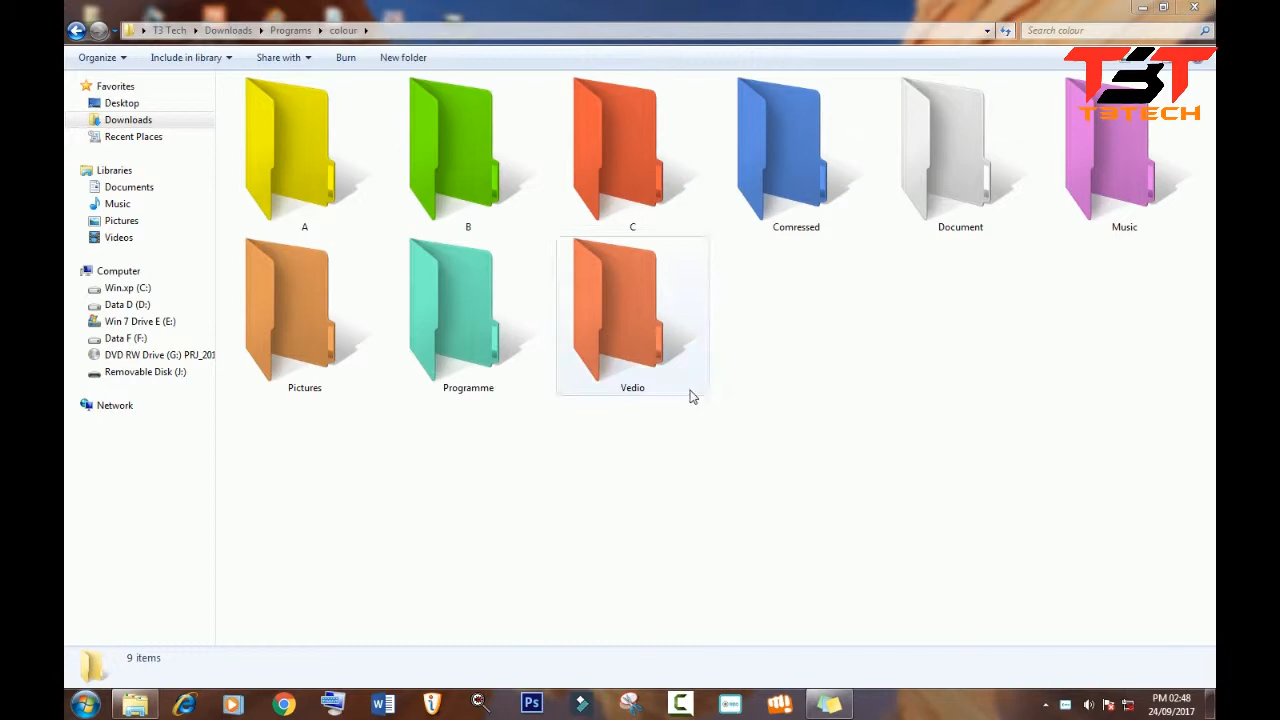 T3 Tech Downloads Programs colour
Search colour
Organize Include in library Share with Burn New folder
T3T
T3TECH
Favorites
Desktop
Downloads
Recent Places
Libraries
Documents
Music
Pictures
Videos
Computer
Win.xp (C:)
Data D (D:)
Win 7 Drive E (E:)
Data F (F:)
DVD RW Drive (G:) PRJ_201
Removable Disk (J:)
Network
A B C Comressed Document Music
Pictures Programme Vedio
9 items
Ps
PM 02:48
24/09/2017